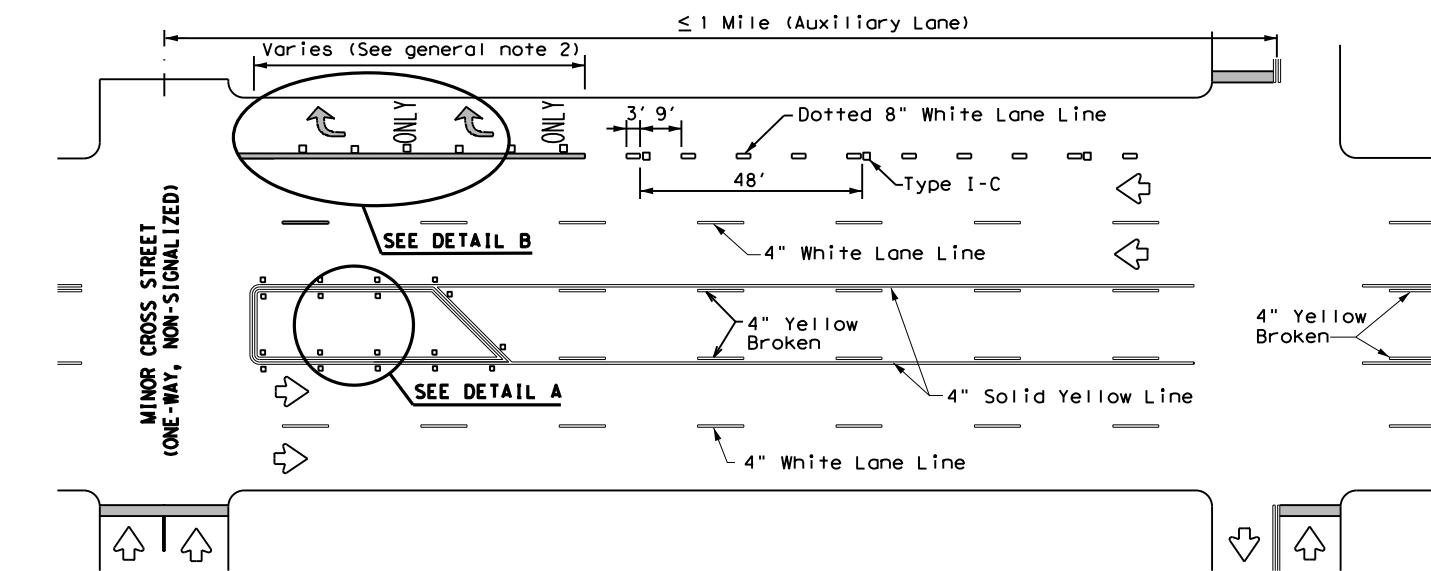 ≤ 1 Mile (Auxiliary Lane)
Varies (See general note 2)
ONLY
ONLY
3' 9'
Dotted 8" White Lane Line
48'
Type I-C
SEE DETAIL B
4" White Lane Line
MINOR CROSS STREET
(ONE-WAY, NON-SIGNALIZED)
4" Yellow
Broken
4" Yellow
Broken
SEE DETAIL A
4" Solid Yellow Line
4" White Lane Line